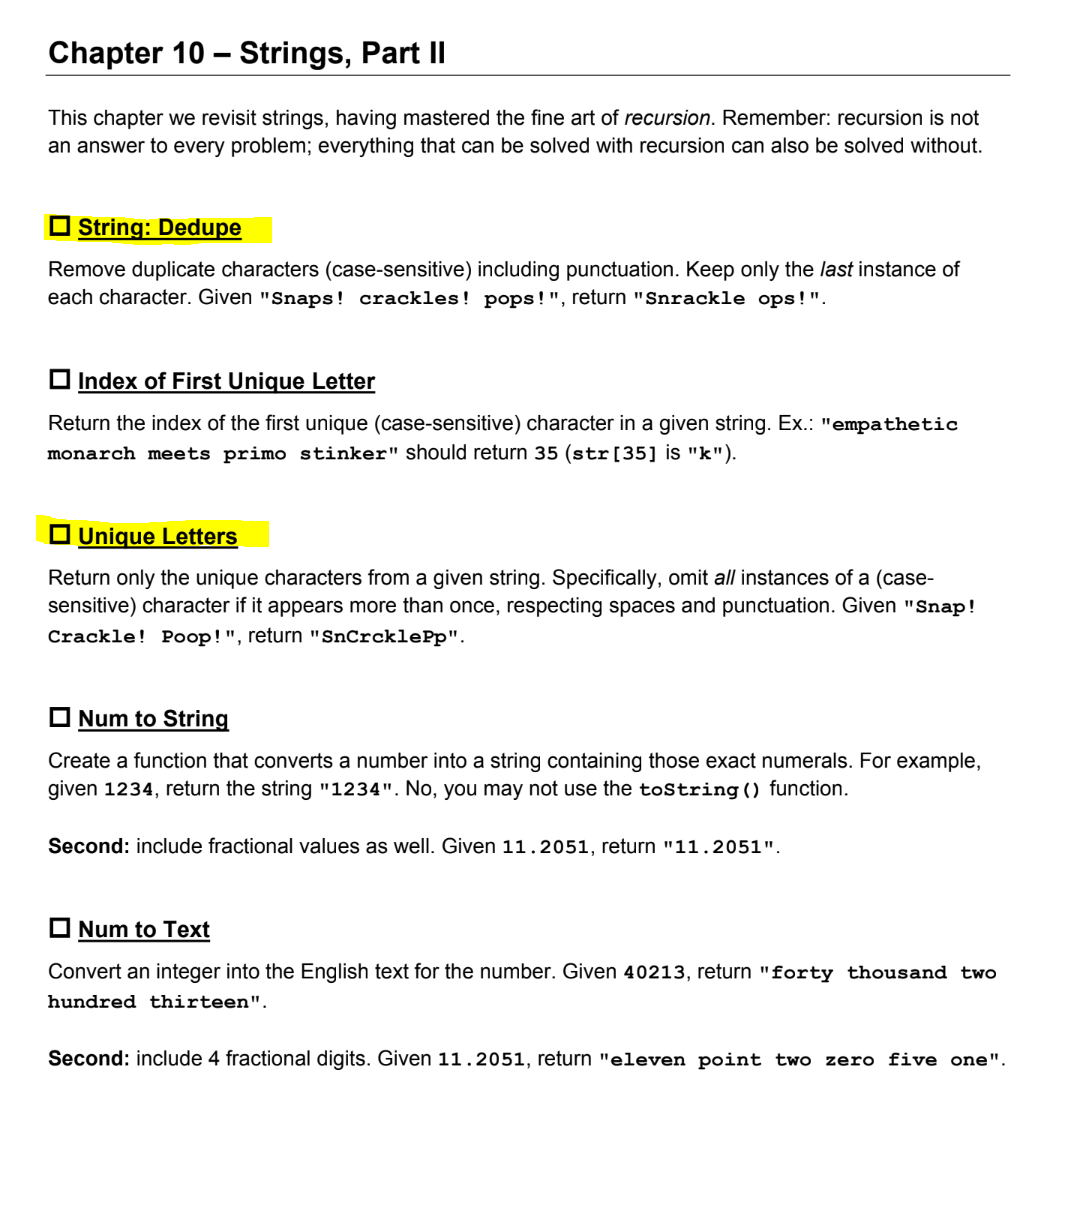 Chapter 10 – Strings, Part II
This chapter we revisit strings, having mastered the fine art of recursion. Remember: recursion is not
an answer to every problem; everything that can be solved with recursion can also be solved without.
☐ String: Dedupe
Remove duplicate characters (case-sensitive) including punctuation. Keep only the last instance of
each character. Given "Snaps! crackles! pops!", return "Snrackle ops!".
☐ Index of First Unique Letter
Return the index of the first unique (case-sensitive) character in a given string. Ex.: "empathetic
monarch meets primo stinker" should return 35 (str[35] is "k").
☐ Unique Letters
Return only the unique characters from a given string. Specifically, omit all instances of a (case-
sensitive) character if it appears more than once, respecting spaces and punctuation. Given "Snap!
Crackle! Poop!", return "SnCrcklePp".
☐ Num to String
Create a function that converts a number into a string containing those exact numerals. For example,
given 1234, return the string "1234". No, you may not use the toString() function.
Second: include fractional values as well. Given 11.2051, return "11.2051".
☐ Num to Text
Convert an integer into the English text for the number. Given 40213, return "forty thousand two
hundred thirteen".
Second: include 4 fractional digits. Given 11.2051, return "eleven point two zero five one".